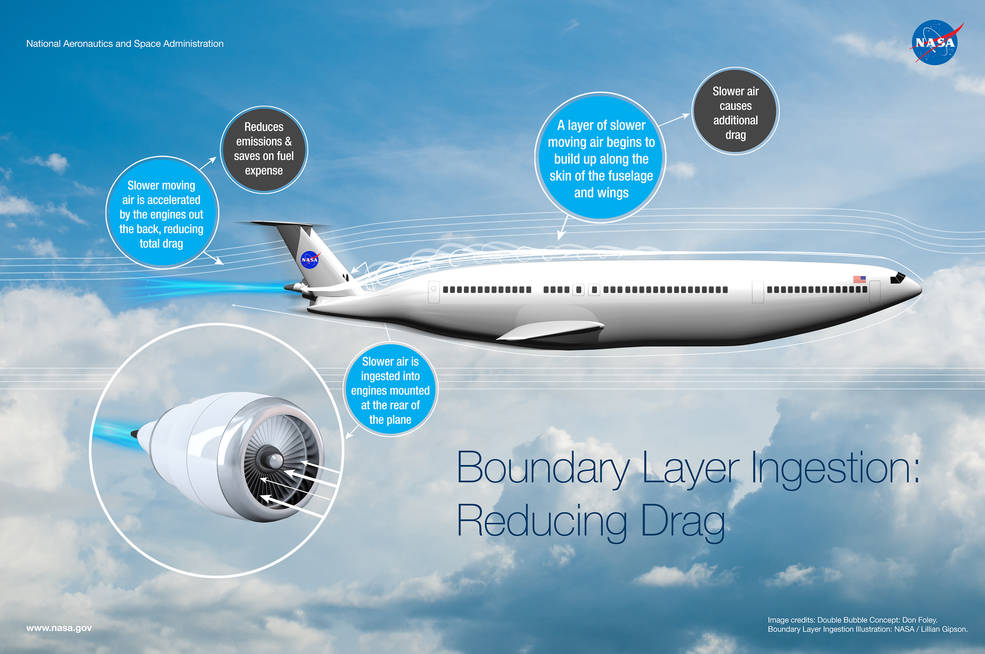 National Aeronautics and Space Administration
NASA
Slower air
causes
additional
drag
A layer of slower
moving air begins to
build up along the
skin of the fuselage
and wings
Reduces
emissions &
saves on fuel
expense
Slower moving
air is accelerated
by the engines out
the back, reducing
total drag
NASA
Slower air is
ingested into
engines mounted
at the rear of
the plane
Boundary Layer Ingestion:
Reducing Drag
www.nasa.gov
Image credits: Double Bubble Concept: Don Foley.
Boundary Layer Ingestion Illustration: NASA / Lillian Gipson.